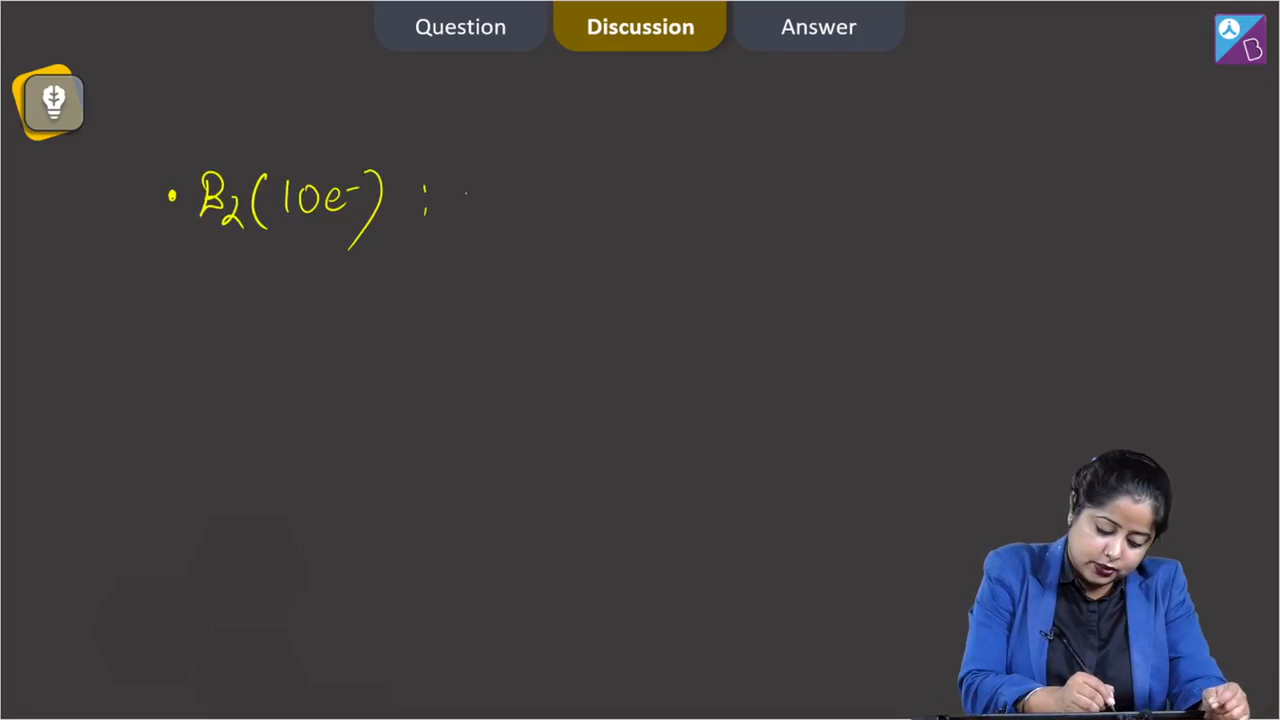 Question Discussion Answer
• B₂(10e⁻) :